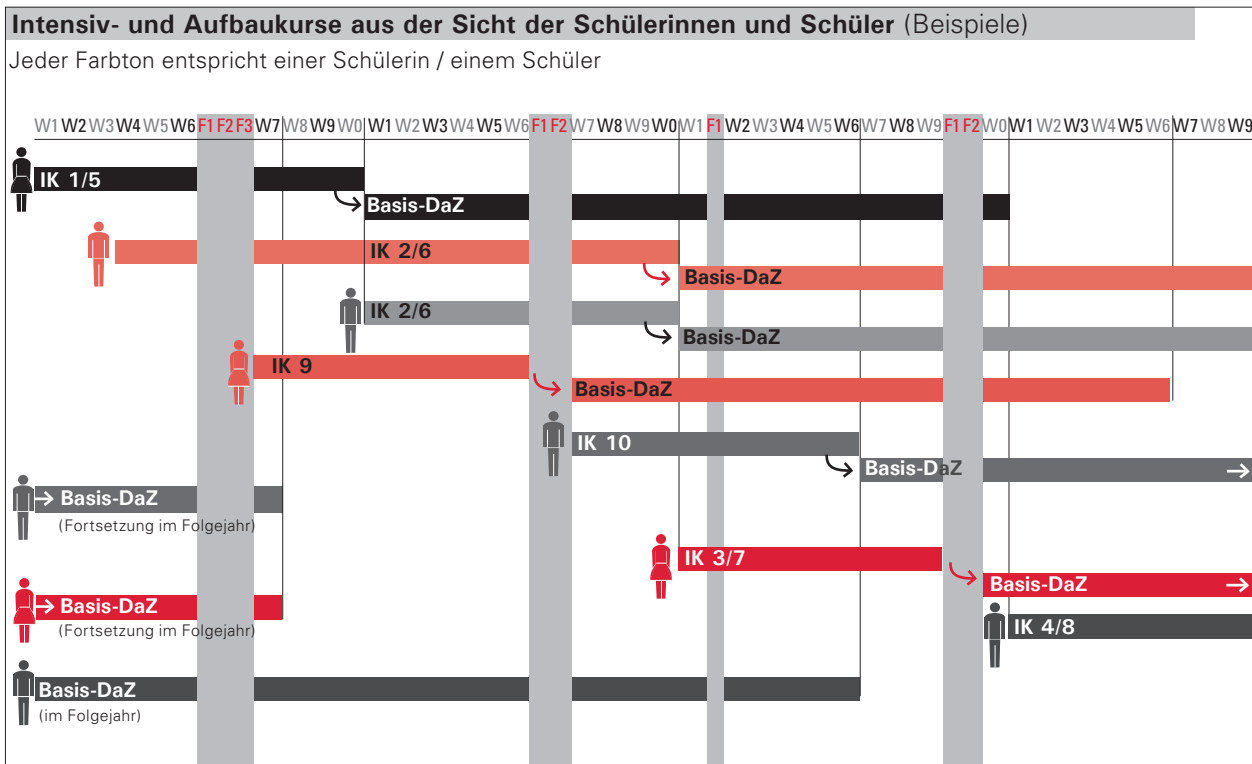 Intensiv- und Aufbaukurse aus der Sicht der Schülerinnen und Schüler (Beispiele)
Jeder Farbton entspricht einer Schülerin / einem Schüler
W1 W2 W3 W4 W5 W6 F1 F2 F3 W7 W8 W9 W0 W1 W2 W3 W4 W5 W6 F1 F2 W7 W8 W9 W0 W1 F1 W2 W3 W4 W5 W6 W7 W8 W9 F1 F2 W0 W1 W2 W3 W4 W5 W6 W7 W8 W9
IK 1/5
Basis-DaZ
IK 2/6
Basis-DaZ
IK 2/6
Basis-DaZ
IK 9
Basis-DaZ
IK 10
Basis-DaZ
Basis-DaZ
(Fortsetzung im Folgejahr)
IK 3/7
Basis-DaZ
Basis-DaZ
(Fortsetzung im Folgejahr)
IK 4/8
Basis-DaZ
(im Folgejahr)